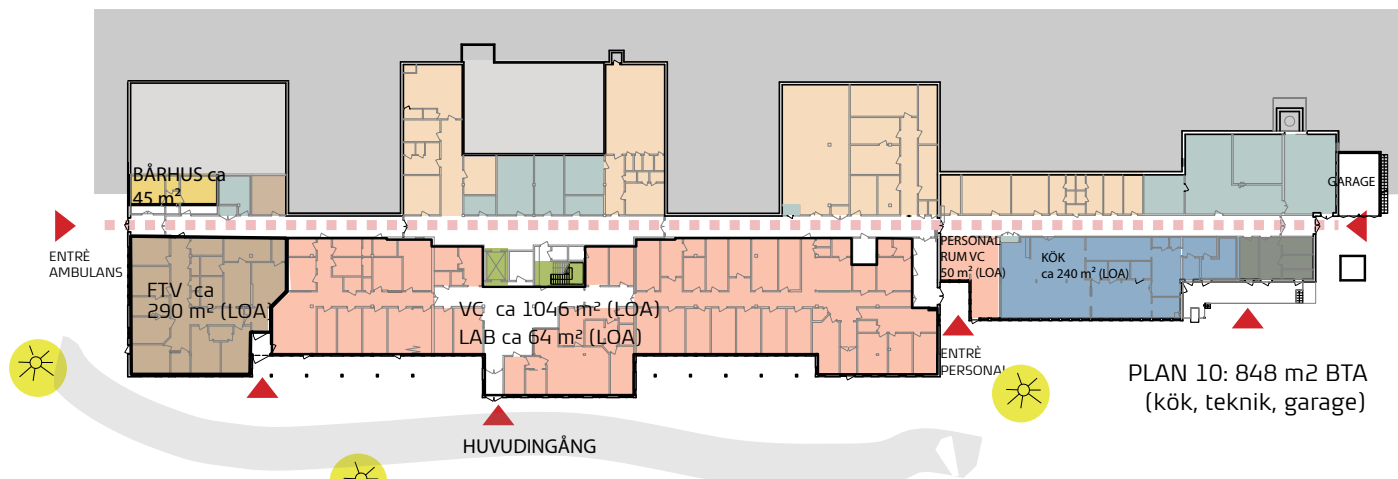 BÅRHUS ca
45 m²
GARAGE
ENTRÈ
AMBULANS
PERSONAL
RUM VC
50 m² (LOA)
KÖK
ca 240 m² (LOA)
FTV ca
290 m² (LOA)
VC ca 1046 m² (LOA)
LAB ca 64 m² (LOA)
ENTRÈ
PERSONAL
PLAN 10: 848 m2 BTA
(kök, teknik, garage)
HUVUDINGÅNG